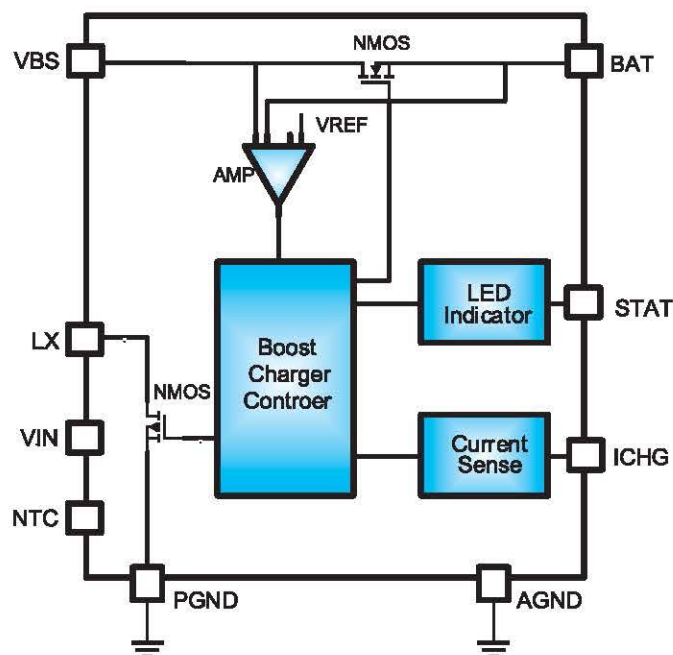 NMOS
VBS
BAT
VREF
AMP
LED
Indicator
STAT
LX
Boost
Charger
Controer
NMOS
VIN
Current
Sense
ICHG
NTC
PGND
AGND